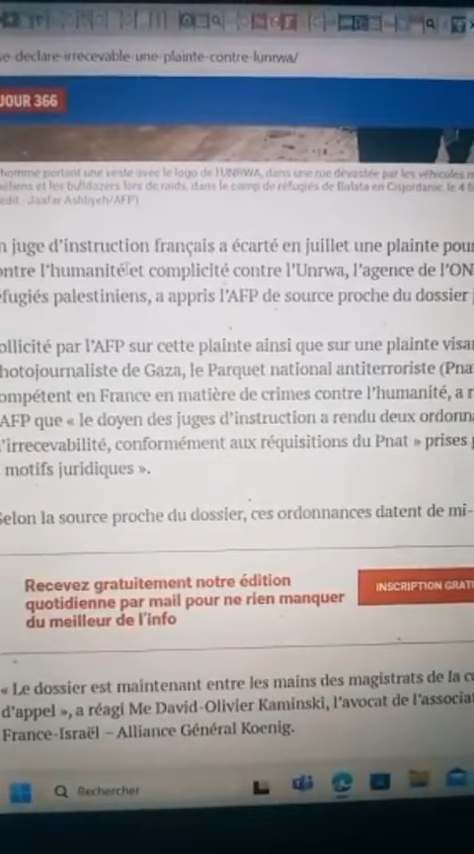 e-declare-irrecevable-une-plainte-contre-lunrwa/
JOUR 366
homme portant une veste avec le logo de l'UNRWA, dans une rue dévastée par les véhicules
et les bulldozers lors de raids, dans le camp de réfugiés de Balata en Cisjordanie, le 4
Jaafar Ashtiyeh/AFP)
juge d'instruction français a écarté en juillet une plainte pour
ontre l'humanité et complicité contre l'Unrwa, l'agence de l'ON
éfugiés palestiniens, a appris l'AFP de source proche du dossier
ollicité par l'AFP sur cette plainte ainsi que sur une plainte visa
hotojournaliste de Gaza, le Parquet national antiterroriste (Pna
ompétent en France en matière de crimes contre l'humanité, a
AFP que « le doyen des juges d'instruction a rendu deux ordonn
'irrecevabilité, conformément aux réquisitions du Pnat » prises
motifs juridiques ».
Selon la source proche du dossier, ces ordonnances datent de mi-
Recevez gratuitement notre édition
quotidienne par mail pour ne rien manquer
du meilleur de l'info
INSCRIPTION GRAT
« Le dossier est maintenant entre les mains des magistrats de la c
d'appel », a réagi Me David-Olivier Kaminski, l'avocat de l'associa
France-Israël – Alliance Général Koenig.
Rechercher